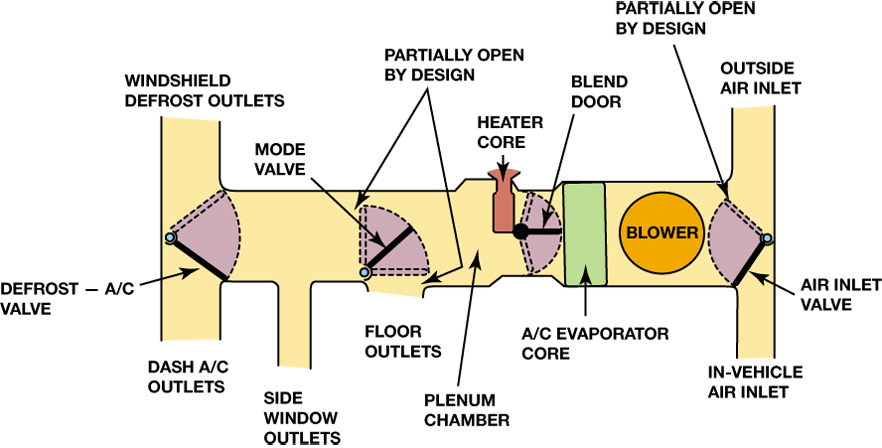 PARTIALLY OPEN
BY DESIGN
PARTIALLY OPEN
BY DESIGN
WINDSHIELD
DEFROST OUTLETS
OUTSIDE
AIR INLET
BLEND
DOOR
HEATER
CORE
MODE
VALVE
BLOWER
DEFROST — A/C
VALVE
AIR INLET
VALVE
FLOOR
OUTLETS
A/C EVAPORATOR
CORE
DASH A/C
OUTLETS
IN-VEHICLE
AIR INLET
SIDE
WINDOW
OUTLETS
PLENUM
CHAMBER